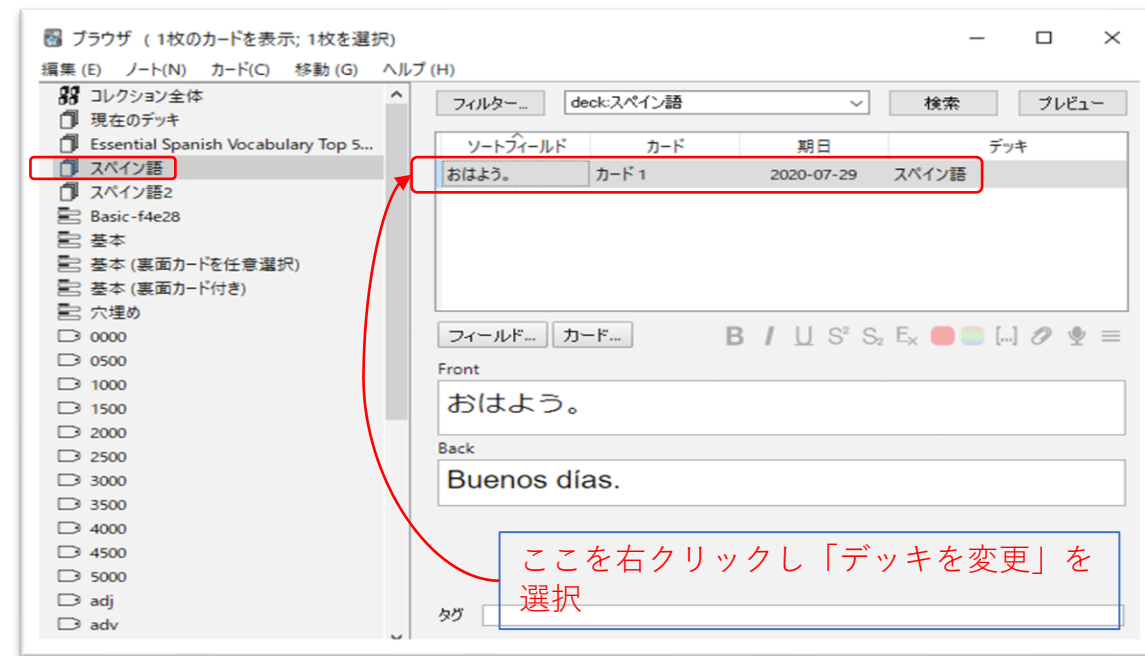 ブラウザ ( 1枚のカードを表示; 1枚を選択)
編集 (E) ノート(N) カード(C) 移動 (G) ヘルプ (H)
コレクション全体
現在のデッキ
Essential Spanish Vocabulary Top 5...
スペイン語
スペイン語2
Basic-f4e28
基本
基本 (裏面カードを任意選択)
基本 (裏面カード付き)
穴埋め
0000
0500
1000
1500
2000
2500
3000
3500
4000
4500
5000
adj
adv
フィルター... deck:スペイン語 検索 プレビュー
ソートフィールド カード 期日 デッキ
おはよう。 カード 1 2020-07-29 スペイン語
フィールド... カード... B I U S² S₂ Eₓ [...]
Front
おはよう。
Back
Buenos días.
ここを右クリックし「デッキを変更」を
選択
タグ